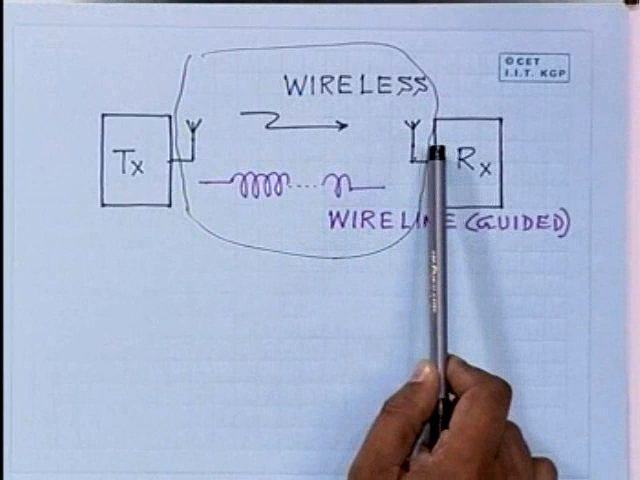 © CET
I.I.T. KGP
WIRELESS
Tx
Rx
WIRELINE (GUIDED)